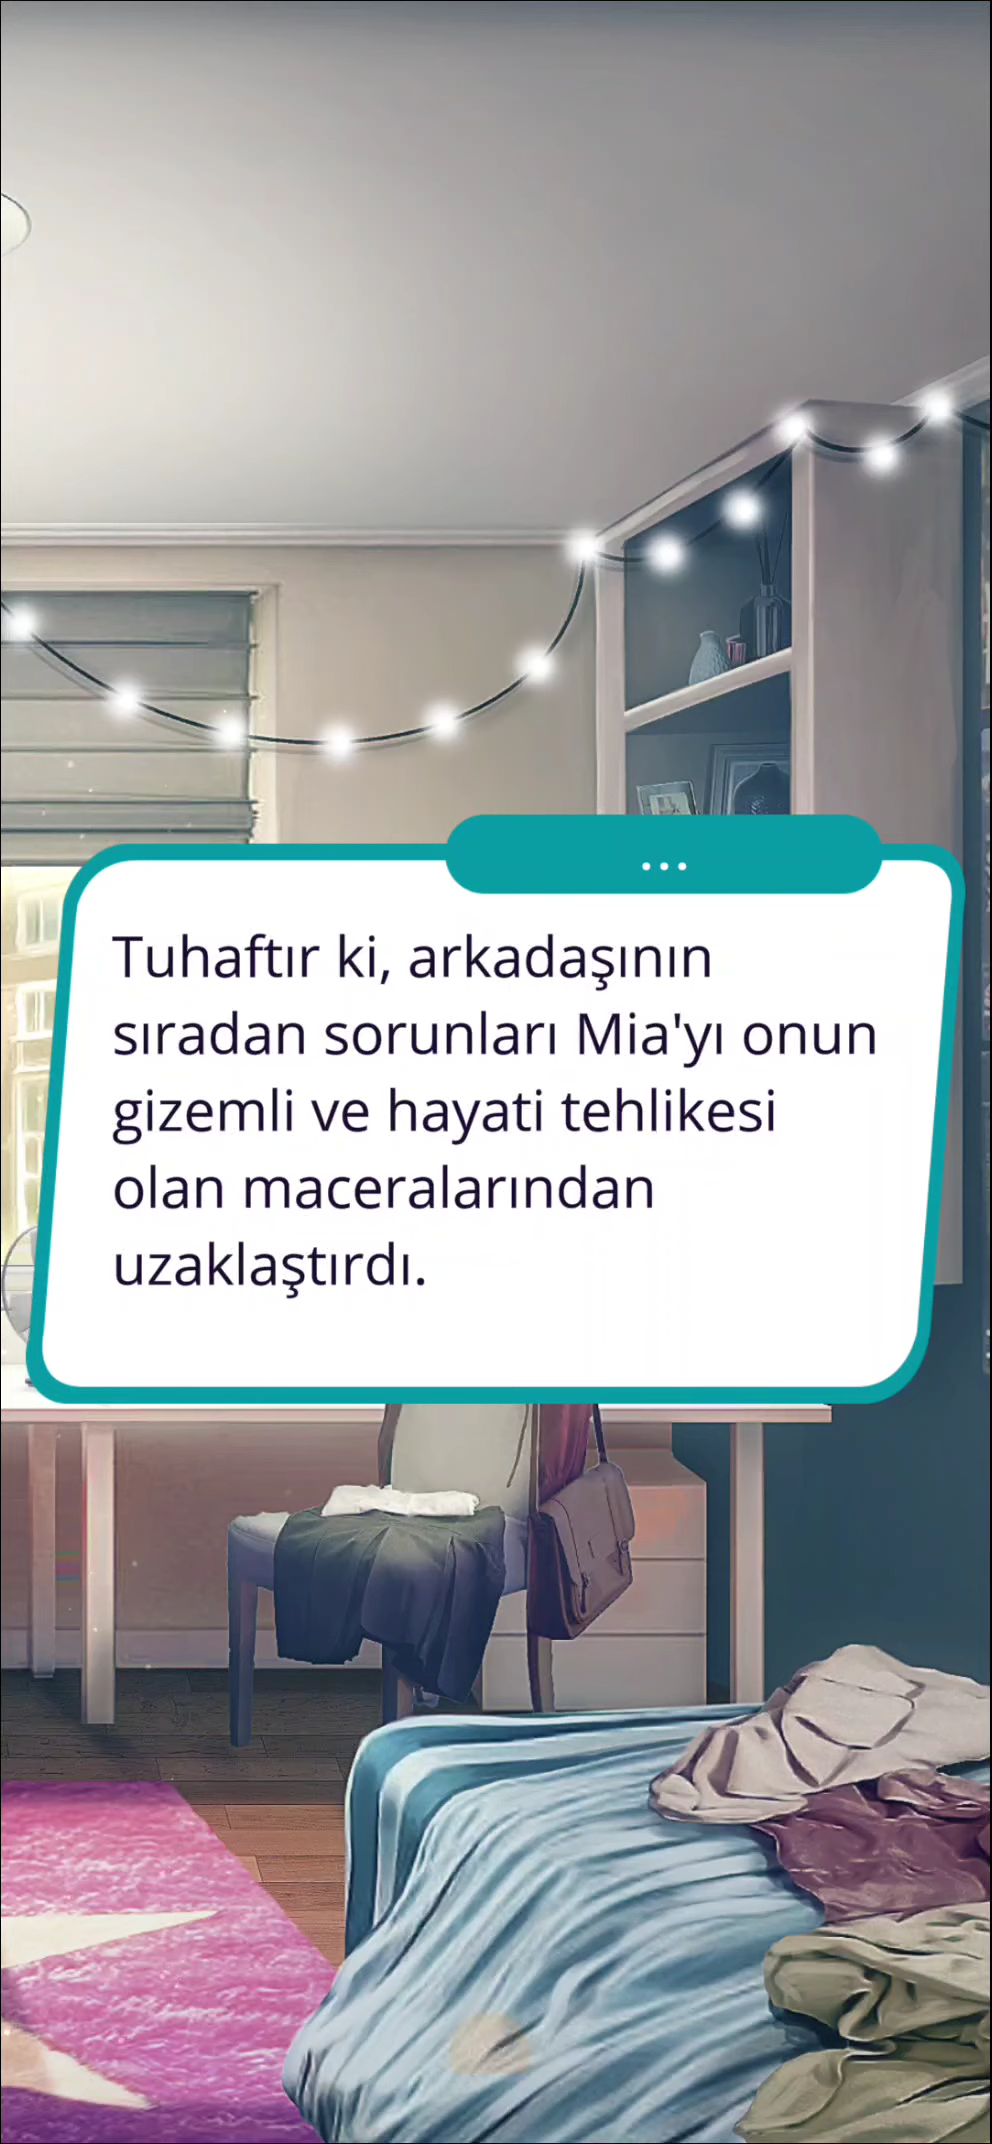 ...
Tuhaftır ki, arkadaşının
sıradan sorunları Mia'yı onun
gizemli ve hayati tehlikesi
olan maceralarından
uzaklaştırdı.